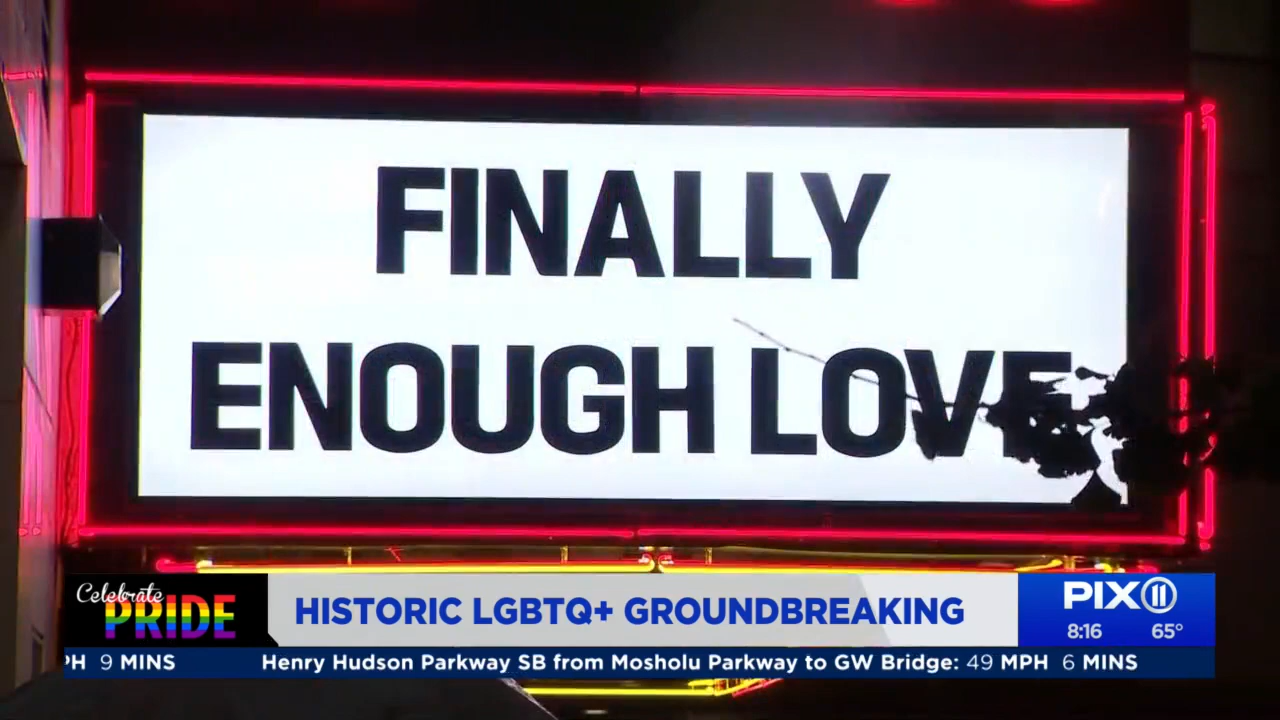 FINALLY
ENOUGH LOVE
Celebrate
PRIDE
HISTORIC LGBTQ+ GROUNDBREAKING
PIX11
8:16 65°
PH 9 MINS Henry Hudson Parkway SB from Mosholu Parkway to GW Bridge: 49 MPH 6 MINS